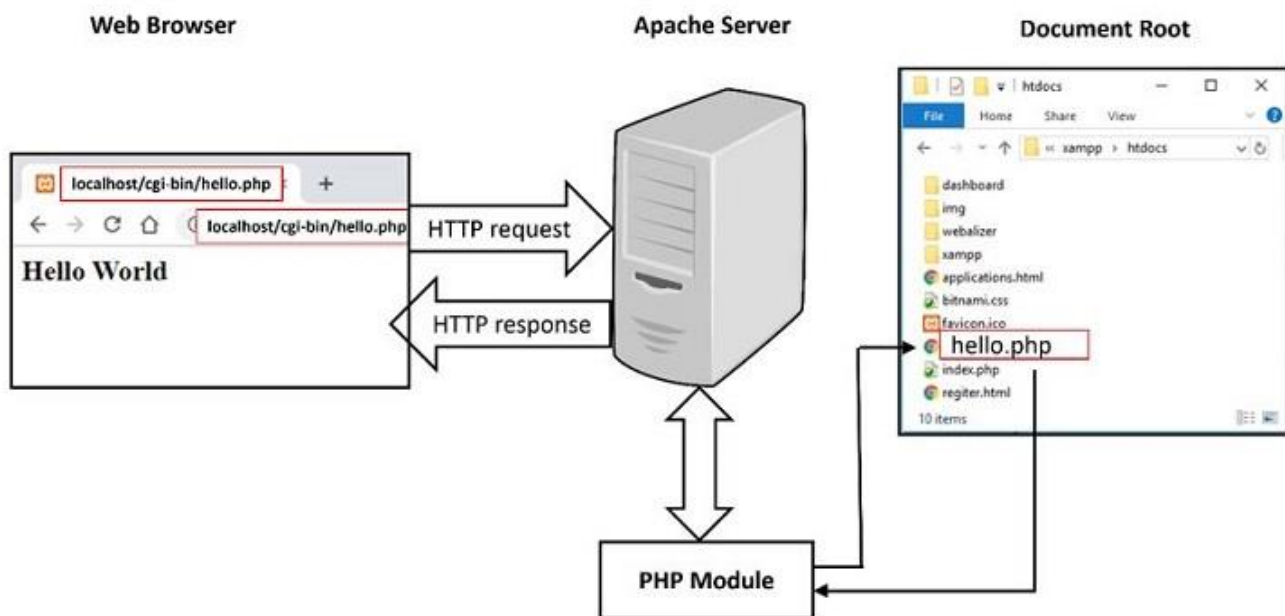 Web Browser
Apache Server
Document Root
localhost/cgi-bin/hello.php
localhost/cgi-bin/hello.php
Hello World
HTTP request
HTTP response
PHP Module
htdocs
File Home Share View
« xampp › htdocs
dashboard
img
webalizer
xampp
applications.html
bitnami.css
favicon.ico
hello.php
index.php
regiter.html
10 items